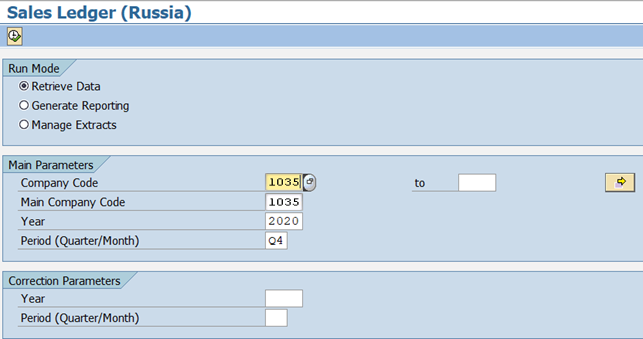 Sales Ledger (Russia)
Run Mode
Retrieve Data
Generate Reporting
Manage Extracts
Main Parameters
Company Code 1035 to
Main Company Code 1035
Year 2020
Period (Quarter/Month) Q4
Correction Parameters
Year
Period (Quarter/Month)